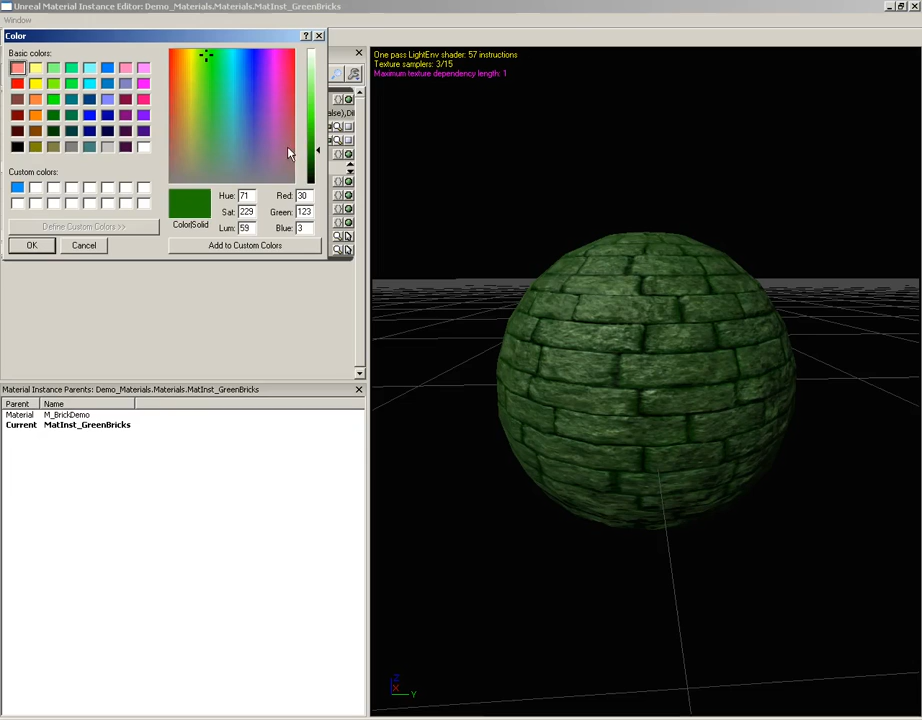 Unreal Material Instance Editor: Demo_Materials.Materials.MatInst_GreenBricks
Window
Color
Basic colors:
Custom colors:
Define Custom Colors >>
OK
Cancel
Hue: 71
Sat: 229
Lum: 59
Red: 30
Green: 123
Blue: 3
Color|Solid
Add to Custom Colors
alse),Di
One pass LightEnv shader: 57 instructions
Texture samplers: 3/15
Maximum texture dependency length: 1
Material Instance Parents: Demo_Materials.Materials.MatInst_GreenBricks
Parent Name
Material M_BrickDemo
Current MatInst_GreenBricks
Z
X
Y